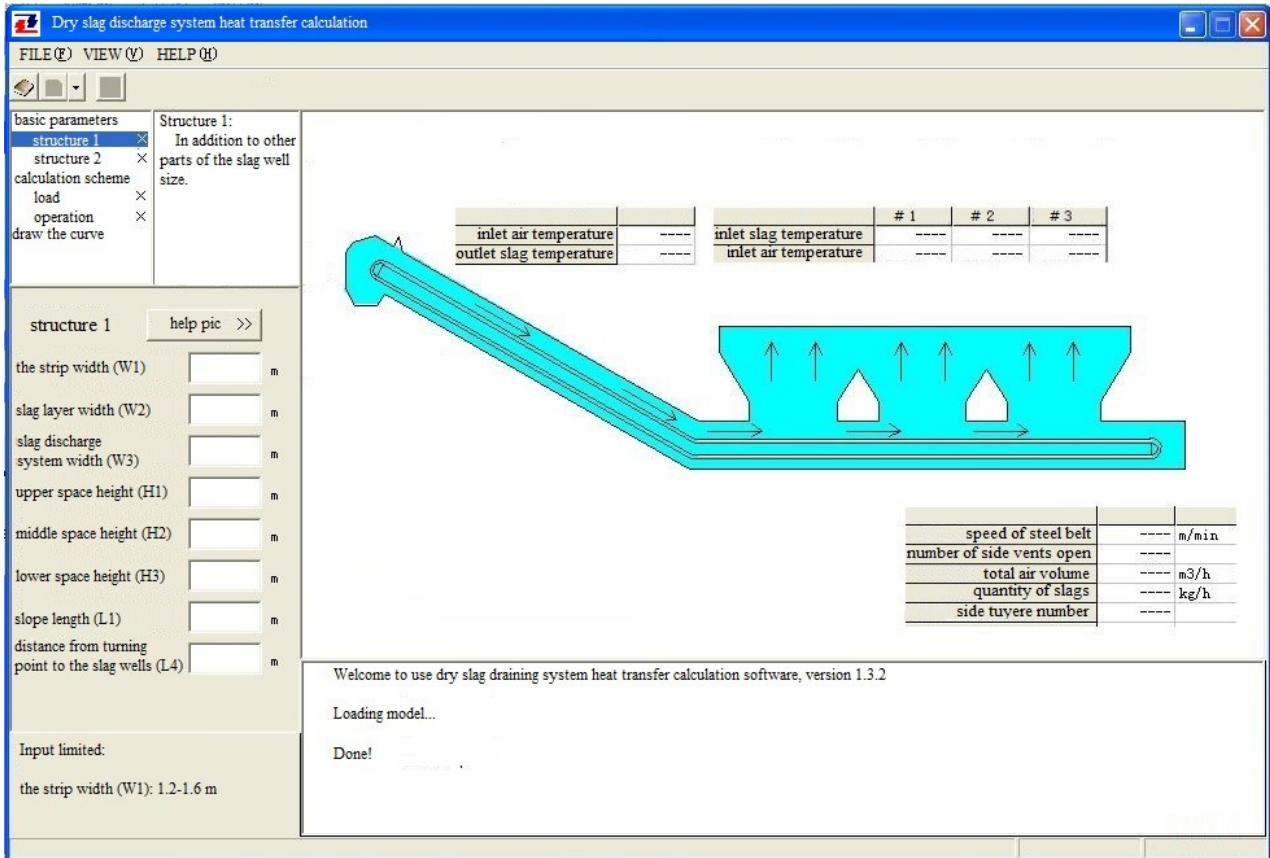 Dry slag discharge system heat transfer calculation
FILE(F) VIEW(V) HELP(H)
basic parameters
structure 1 ×
structure 2 ×
calculation scheme
load ×
operation ×
draw the curve
Structure 1:
In addition to other
parts of the slag well
size.
inlet air temperature ----
outlet slag temperature ----
# 1 # 2 # 3
inlet slag temperature ---- ---- ----
inlet air temperature ---- ---- ----
structure 1 help pic >>
the strip width (W1) m
slag layer width (W2) m
slag discharge
system width (W3) m
upper space height (H1) m
middle space height (H2) m
lower space height (H3) m
slope length (L1) m
distance from turning
point to the slag wells (L4) m
speed of steel belt ---- m/min
number of side vents open ----
total air volume ---- m3/h
quantity of slags ---- kg/h
side tuyere number ----
Input limited:
the strip width (W1): 1.2-1.6 m
Welcome to use dry slag draining system heat transfer calculation software, version 1.3.2
Loading model...
Done!